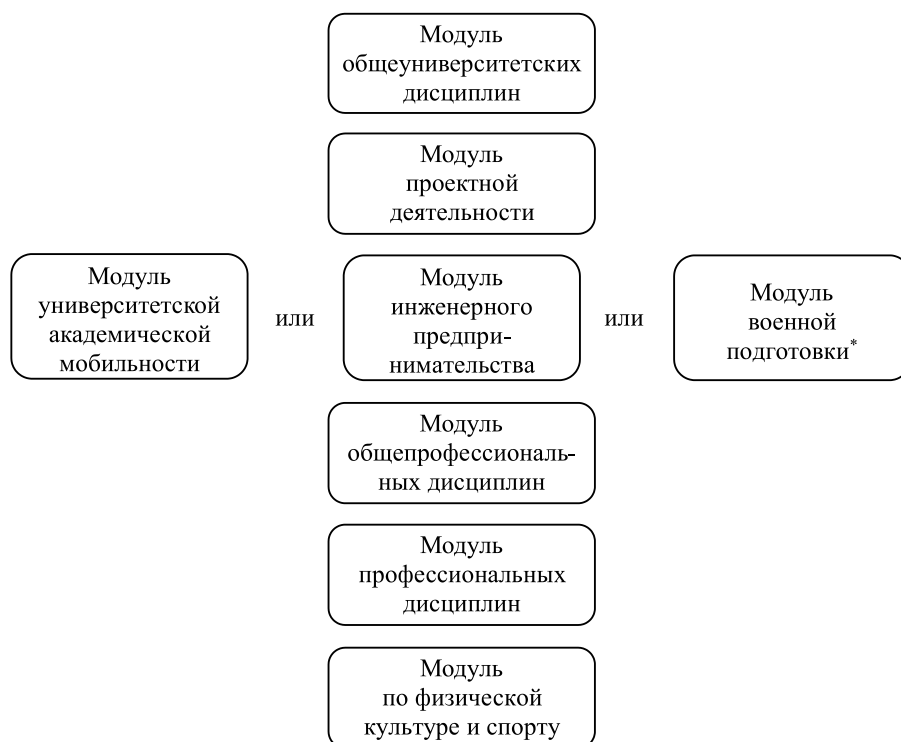 Модуль
общеуниверситетских
дисциплин
Модуль
проектной
деятельности
Модуль
университетской
академической
мобильности
или
Модуль
инженерного
предпри-
нимательства
или
Модуль
военной
подготовки*
Модуль
общепрофессиональ-
ных дисциплин
Модуль
профессиональных
дисциплин
Модуль
по физической
культуре и спорту